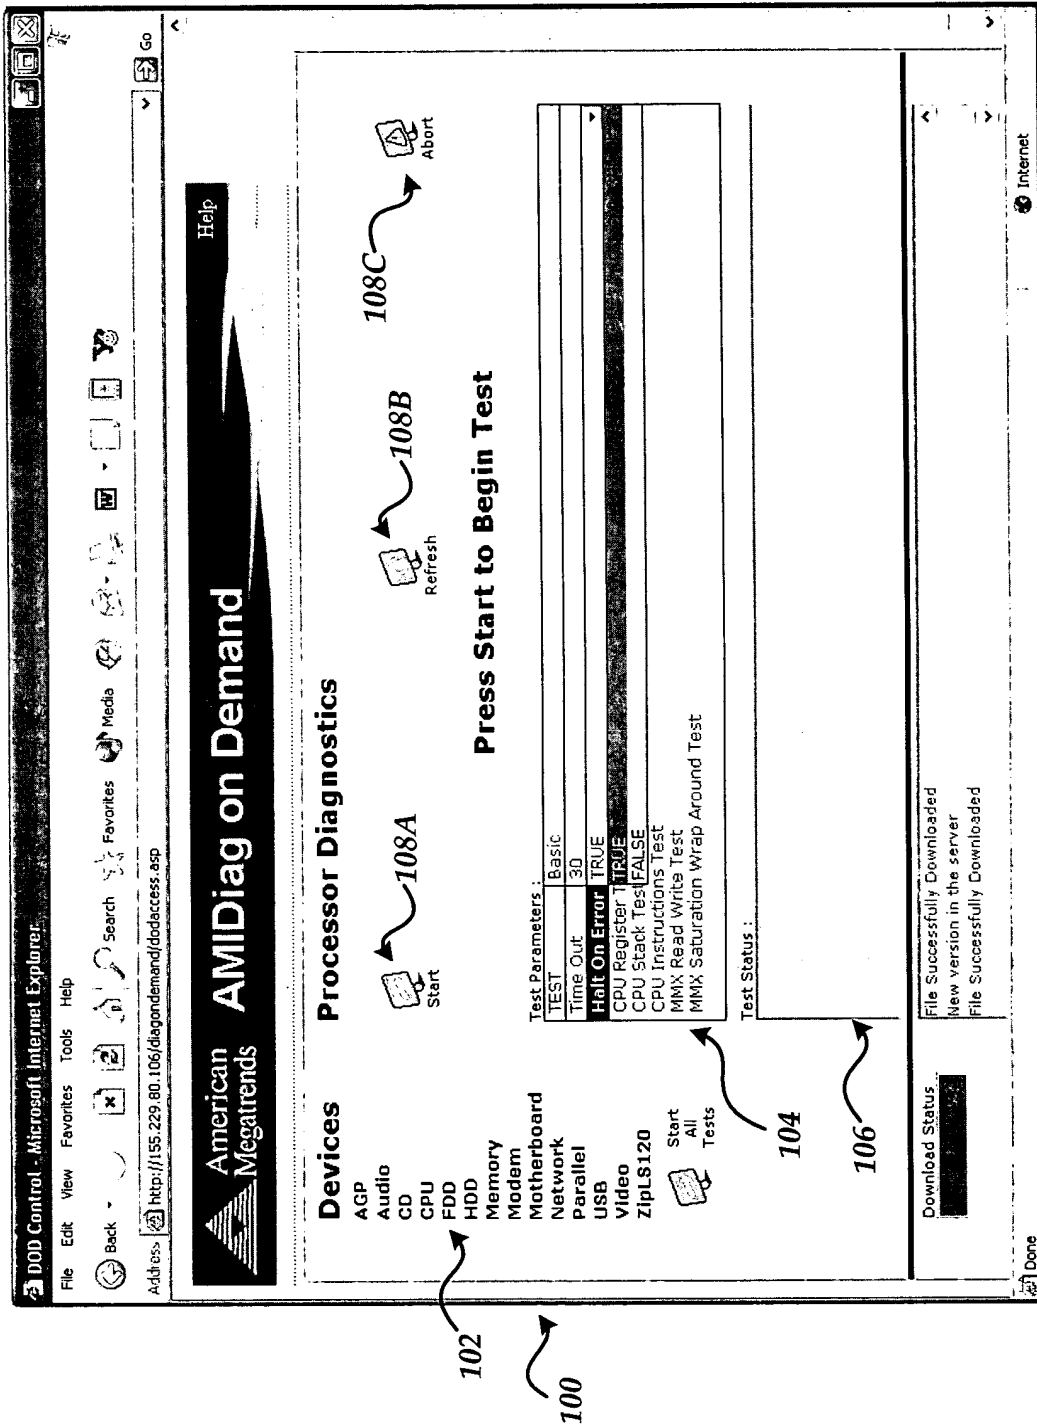 DOD Control - Microsoft Internet Explorer
File Edit View Favorites Tools Help
Back Search Favorites Media
Address http://155.229.80.106/diagondemand/dodaccess.asp Go
American Megatrends
AMIDiag on Demand
Help
Devices
AGP
Audio
CD
CPU
FDD
HDD
Memory
Modem
Motherboard
Network
Parallel
USB
Video
ZipLS120
Start All Tests
Processor Diagnostics
Start
Refresh
Abort
108A
108B
108C
Press Start to Begin Test
Test Parameters :
TEST Basic
Time Out 30
Halt On Error TRUE
CPU Register T TRUE
CPU Stack Test FALSE
CPU Instructions Test
MMX Read Write Test
MMX Saturation Wrap Around Test
Test Status :
102
100
104
106
Download Status
File Successfully Downloaded
New version in the server
File Successfully Downloaded
Done
Internet